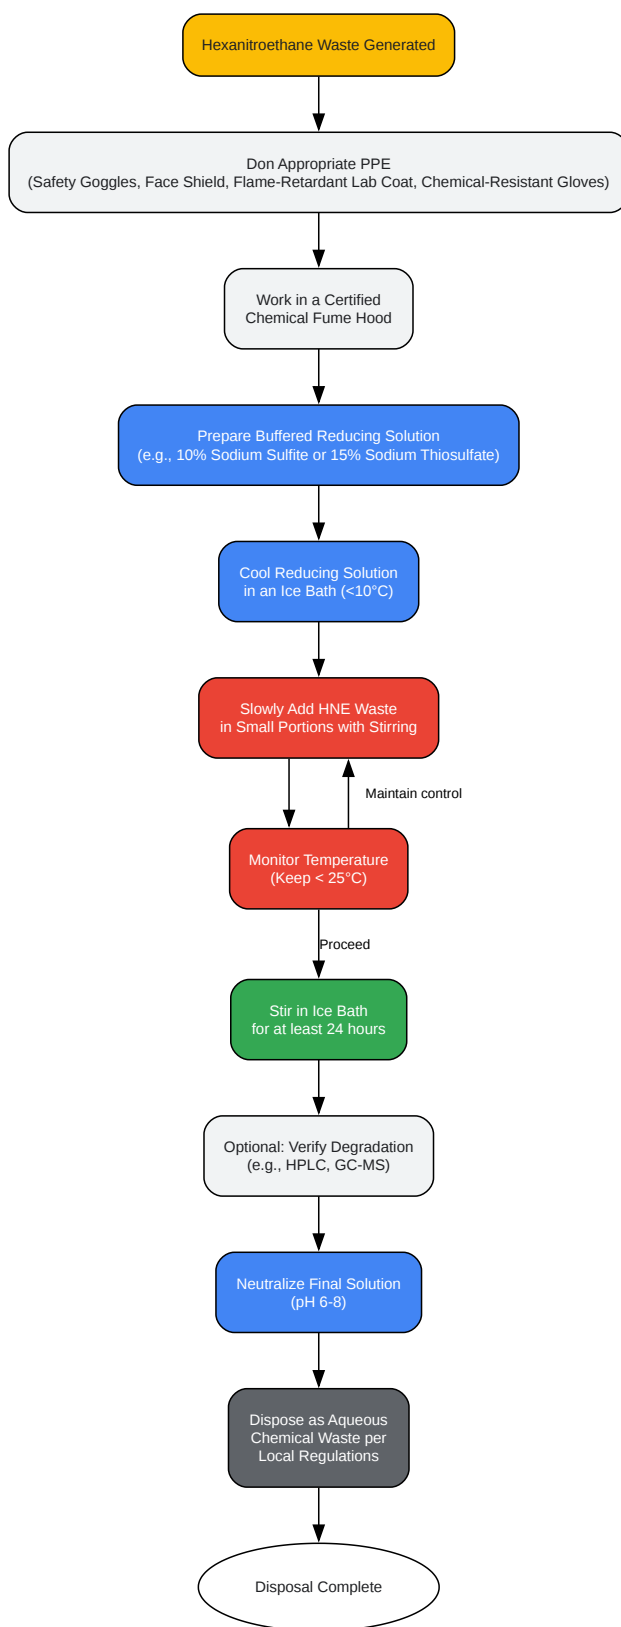 Hexanitroethane Waste Generated
Don Appropriate PPE
(Safety Goggles, Face Shield, Flame-Retardant Lab Coat, Chemical-Resistant Gloves)
Work in a Certified
Chemical Fume Hood
Prepare Buffered Reducing Solution
(e.g., 10% Sodium Sulfite or 15% Sodium Thiosulfate)
Cool Reducing Solution
in an Ice Bath (<10°C)
Slowly Add HNE Waste
in Small Portions with Stirring
Maintain control
Monitor Temperature
(Keep < 25°C)
Proceed
Stir in Ice Bath
for at least 24 hours
Optional: Verify Degradation
(e.g., HPLC, GC-MS)
Neutralize Final Solution
(pH 6-8)
Dispose as Aqueous
Chemical Waste per
Local Regulations
Disposal Complete